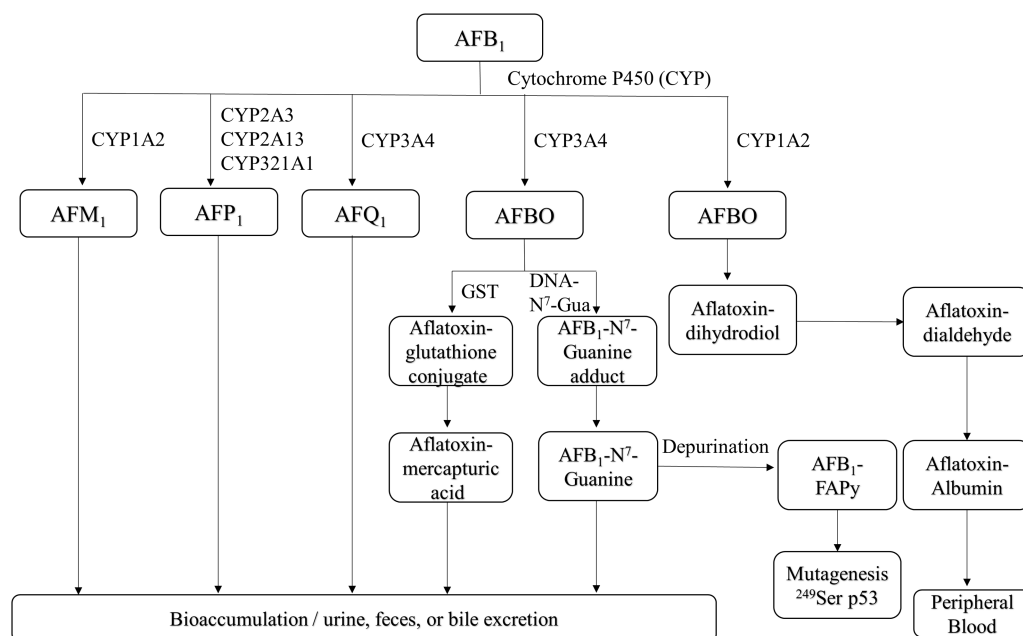 AFB₁
Cytochrome P450 (CYP)
CYP1A2
CYP2A3
CYP2A13
CYP321A1
CYP3A4
CYP3A4
CYP1A2
AFM₁
AFP₁
AFQ₁
AFBO
AFBO
GST
DNA-
N⁷-Gua
Aflatoxin-
glutathione
conjugate
AFB₁-N⁷-
Guanine
adduct
Aflatoxin-
dihydrodiol
Aflatoxin-
dialdehyde
Aflatoxin-
mercapturic
acid
AFB₁-N⁷-
Guanine
Depurination
AFB₁-
FAPy
Aflatoxin-
Albumin
Mutagenesis
²⁴⁹Ser p53
Peripheral
Blood
Bioaccumulation / urine, feces, or bile excretion